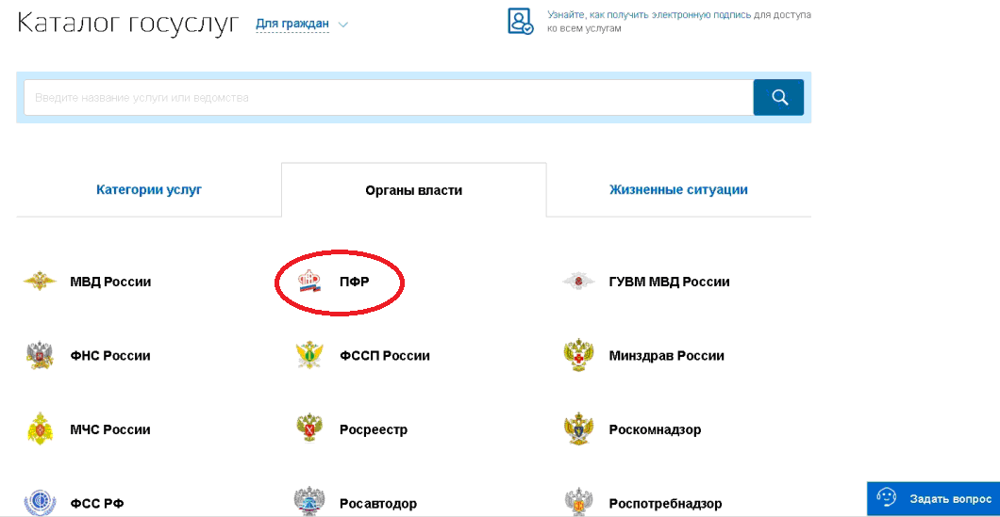 Каталог госуслуг
Для граждан
Узнайте, как получить электронную подпись для доступа
ко всем услугам
Введите название услуги или ведомства
Категории услуг
Органы власти
Жизненные ситуации
МВД России
ПФР
ГУВМ МВД России
ФНС России
ФССП России
Минздрав России
МЧС России
Росреестр
Роскомнадзор
ФСС РФ
Росавтодор
Роспотребнадзор
Задать вопрос